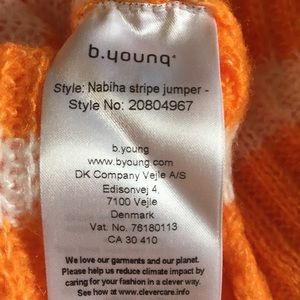 b.young
Style: Nabiha stripe jumper -
Style No: 20804967
b.young
www.byoung.com
DK Company Vejle A/S
Edisonvej 4.
7100 Vejle
Denmark
Vat. No. 76180113
CA 30 410
We love our garments and our planet.
Please help us reduce climate impact by
caring for your fashion in a clever way.
See how at www.clevercare.info